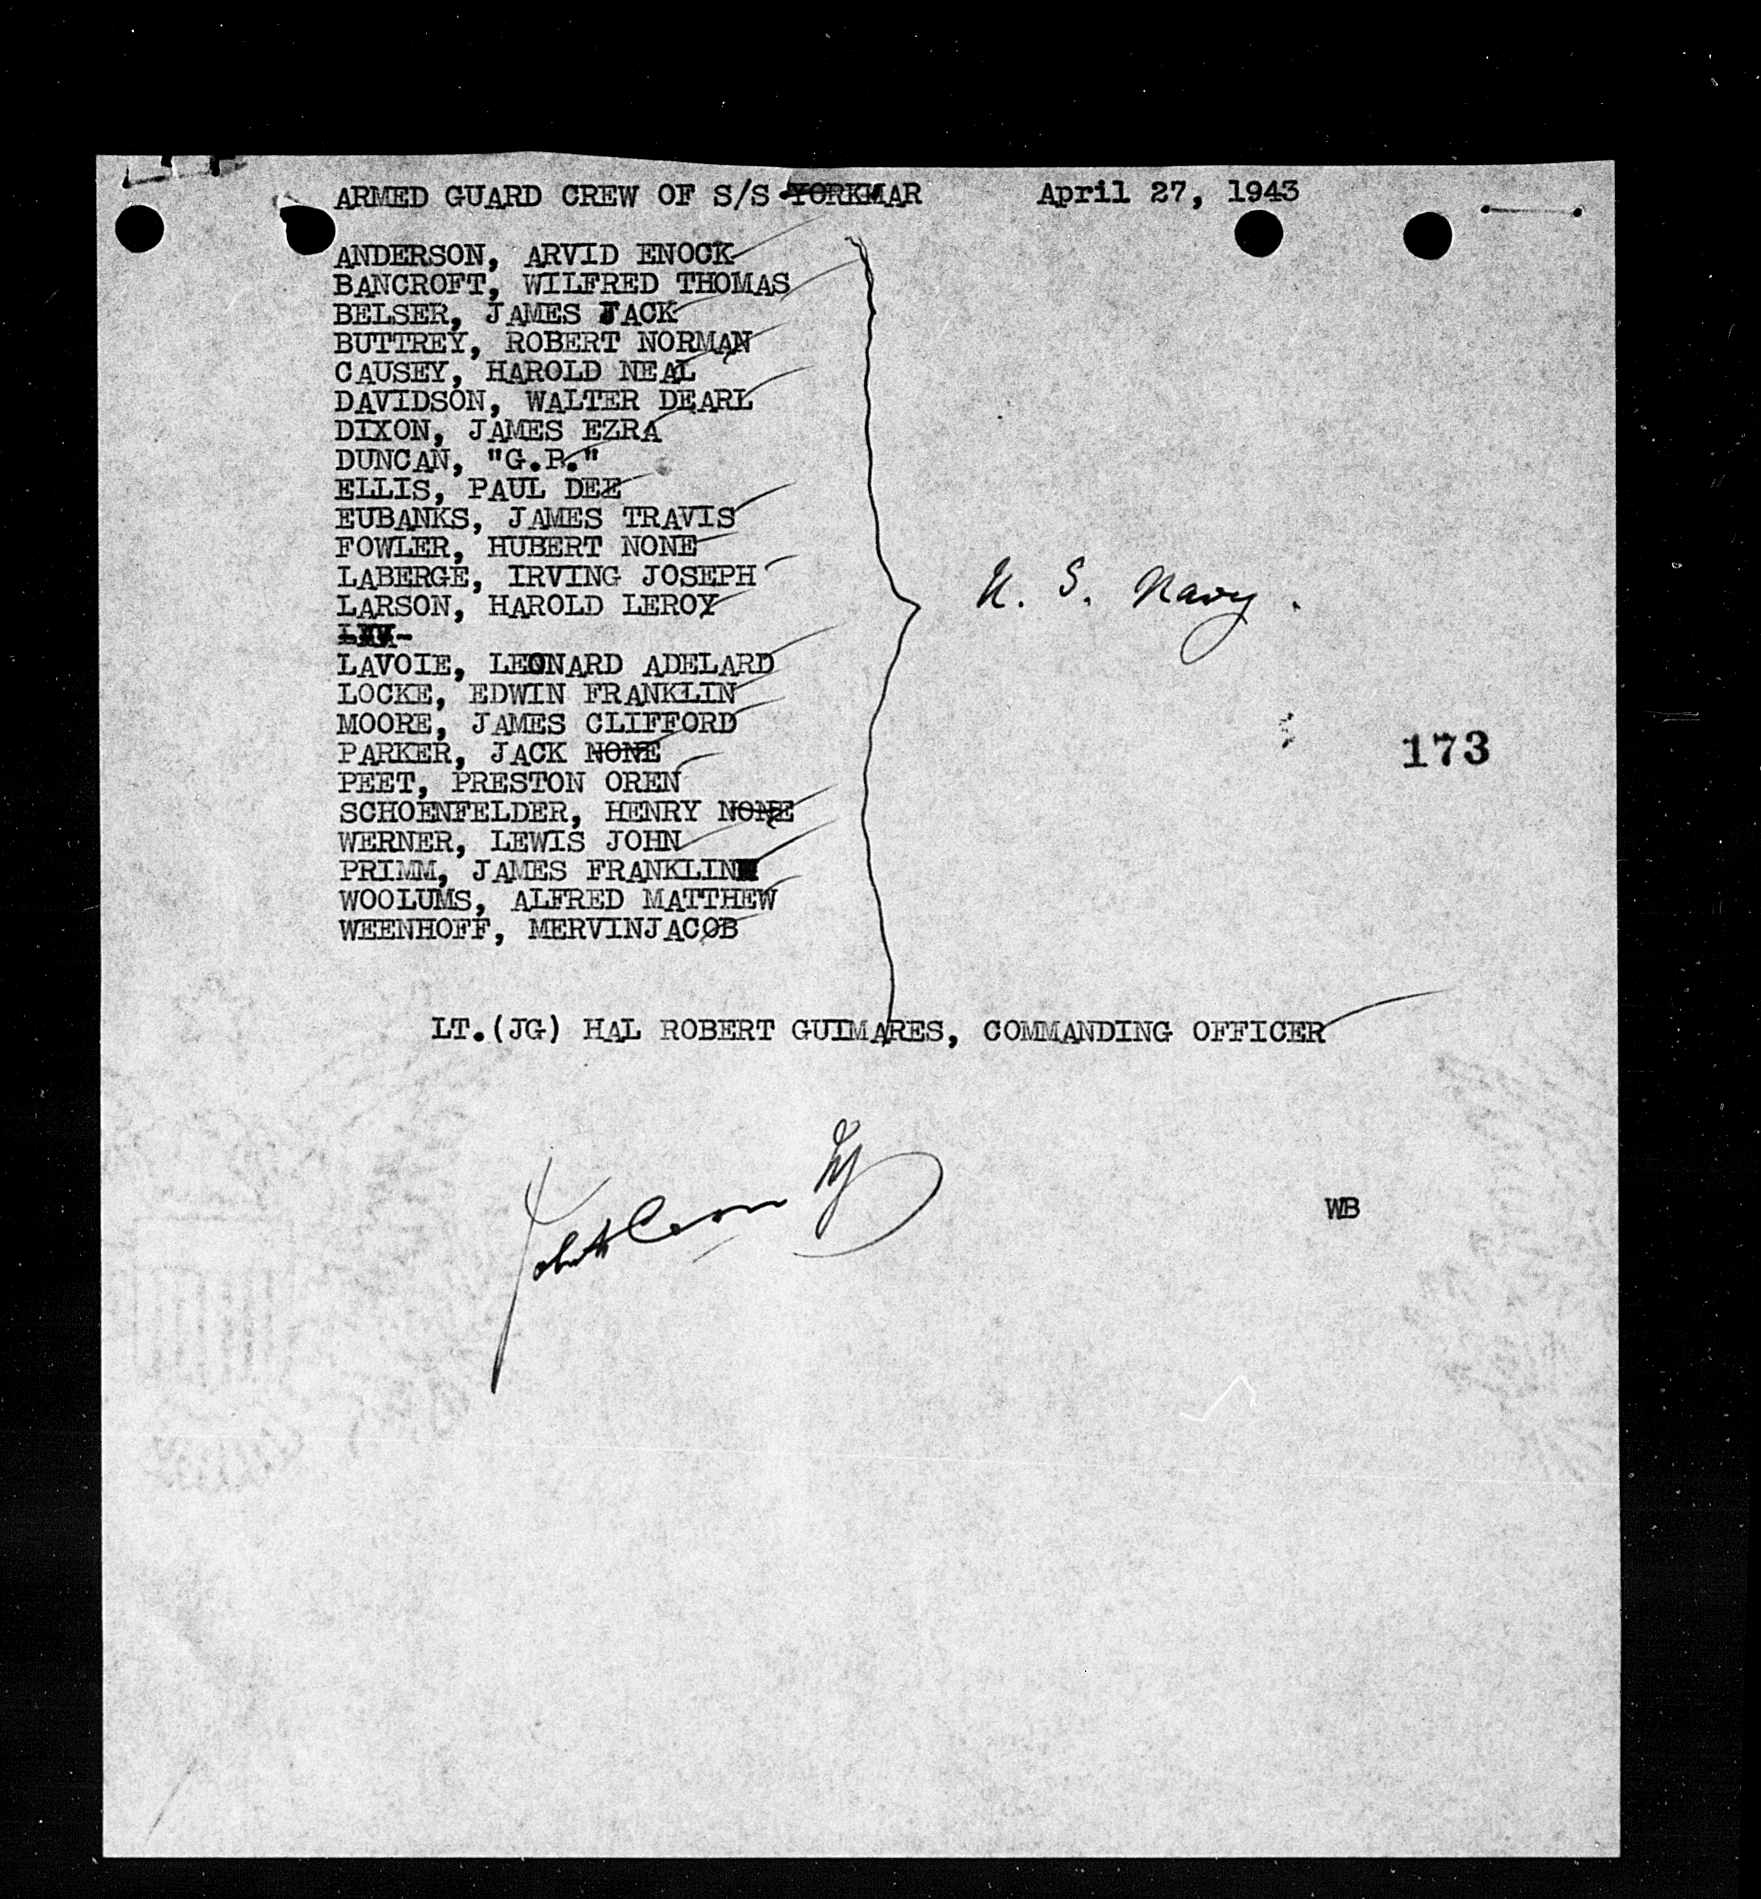 ARMED GUARD CREW OF S/S YORKMAR April 27, 1943
ANDERSON, ARVID ENOCK
BANCROFT, WILFRED THOMAS
BELSER, JAMES JACK
BUTTREY, ROBERT NORMAN
CAUSEY, HAROLD NEAL
DAVIDSON, WALTER DEARL
DIXON, JAMES EZRA
DUNCAN, "G.P."
ELLIS, PAUL DEE
EUBANKS, JAMES TRAVIS
FOWLER, HUBERT NONE
LABERGE, IRVING JOSEPH
LARSON, HAROLD LEROY
U. S. Navy.
LAVOIE, LEONARD ADELARD
LOCKE, EDWIN FRANKLIN
MOORE, JAMES CLIFFORD
PARKER, JACK NONE
173
PEET, PRESTON OREN
SCHOENFELDER, HENRY NONE
WERNER, LEWIS JOHN
PRIMM, JAMES FRANKLIN
WOOLUMS, ALFRED MATTHEW
WEENHOFF, MERVINJACOB
LT.(JG) HAL ROBERT GUIMARES, COMMANDING OFFICER
WB